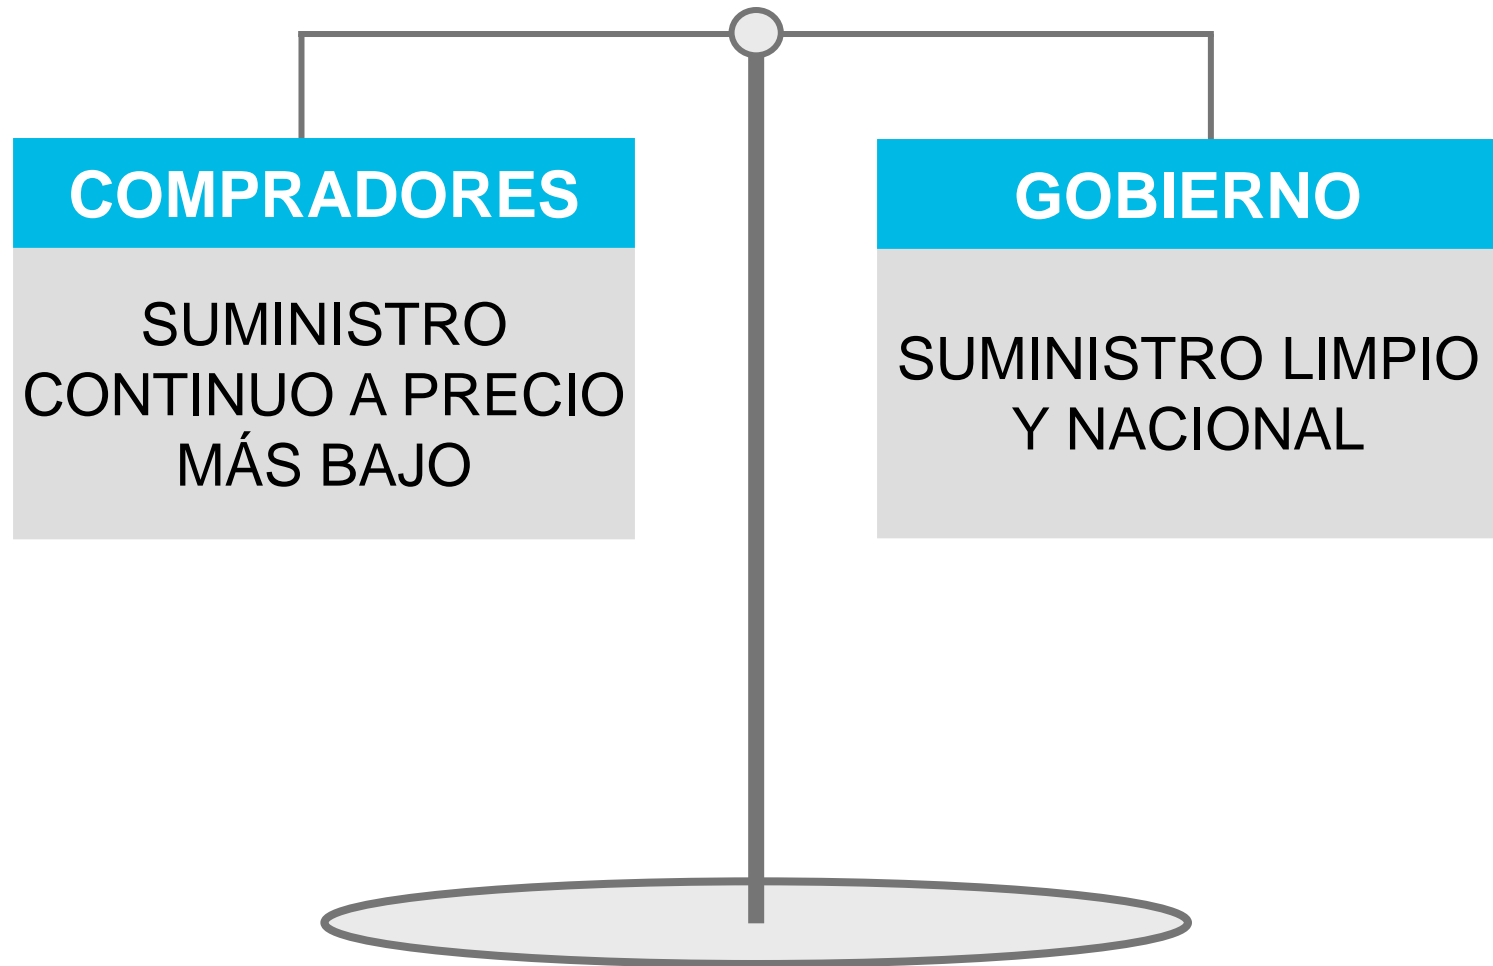 COMPRADORES
SUMINISTRO
CONTINUO A PRECIO
MÁS BAJO
GOBIERNO
SUMINISTRO LIMPIO
Y NACIONAL